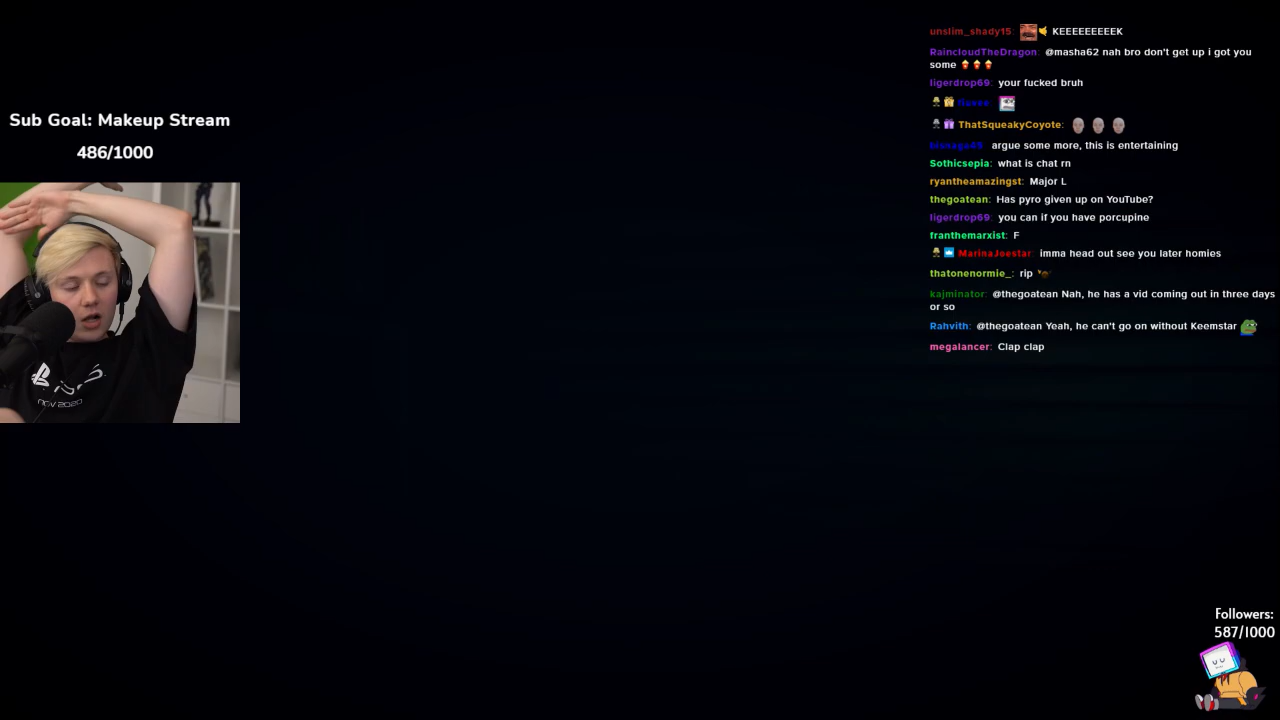 Sub Goal: Makeup Stream
486/1000
NOV 2020
unslim_shady15: KEEEEEEEEEK
RaincloudTheDragon: @masha62 nah bro don't get up i got you
some
ligerdrop69: your fucked bruh
ThatSqueakyCoyote:
argue some more, this is entertaining
Sothicsepia: what is chat rn
ryantheamazingst: Major L
thegoatean: Has pyro given up on YouTube?
ligerdrop69: you can if you have porcupine
franthemarxist: F
MarinaJoestar: imma head out see you later homies
thatonenormie_: rip
kajminator: @thegoatean Nah, he has a vid coming out in three days
or so
Rahvith: @thegoatean Yeah, he can't go on without Keemstar
megalancer: Clap clap
Followers:
587/1000